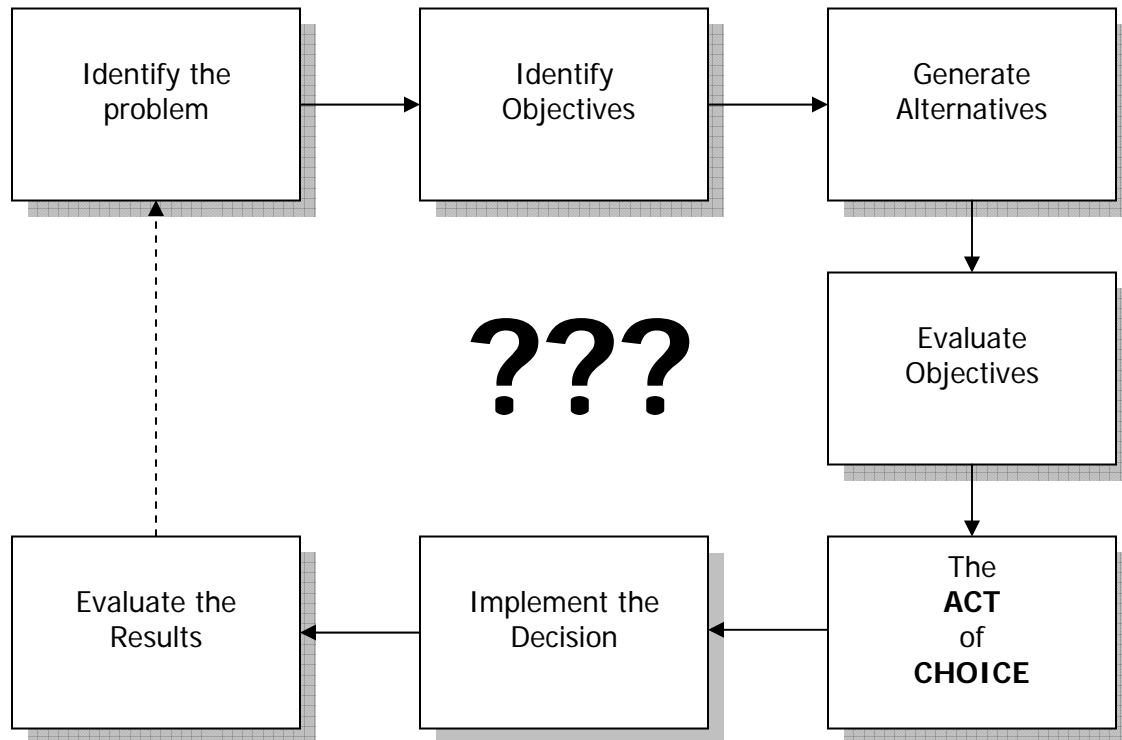 Identify the
problem
Identify
Objectives
Generate
Alternatives
???
Evaluate
Objectives
The
ACT
of
CHOICE
Implement the
Decision
Evaluate the
Results